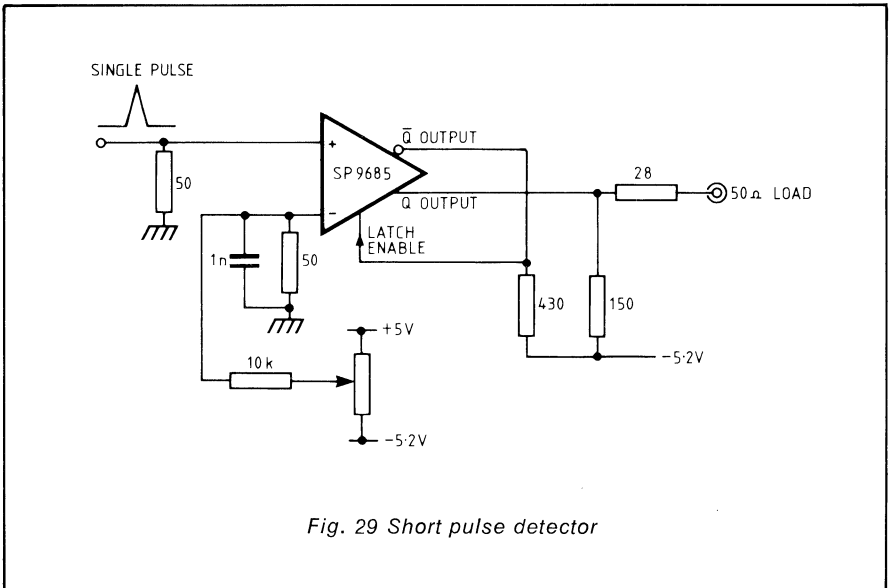 SINGLE PULSE
50
+
−
SP9685
Q̅ OUTPUT
Q OUTPUT
LATCH
ENABLE
28
50Ω LOAD
1n
50
430
150
−5·2V
10k
+5V
−5·2V
Fig. 29 Short pulse detector